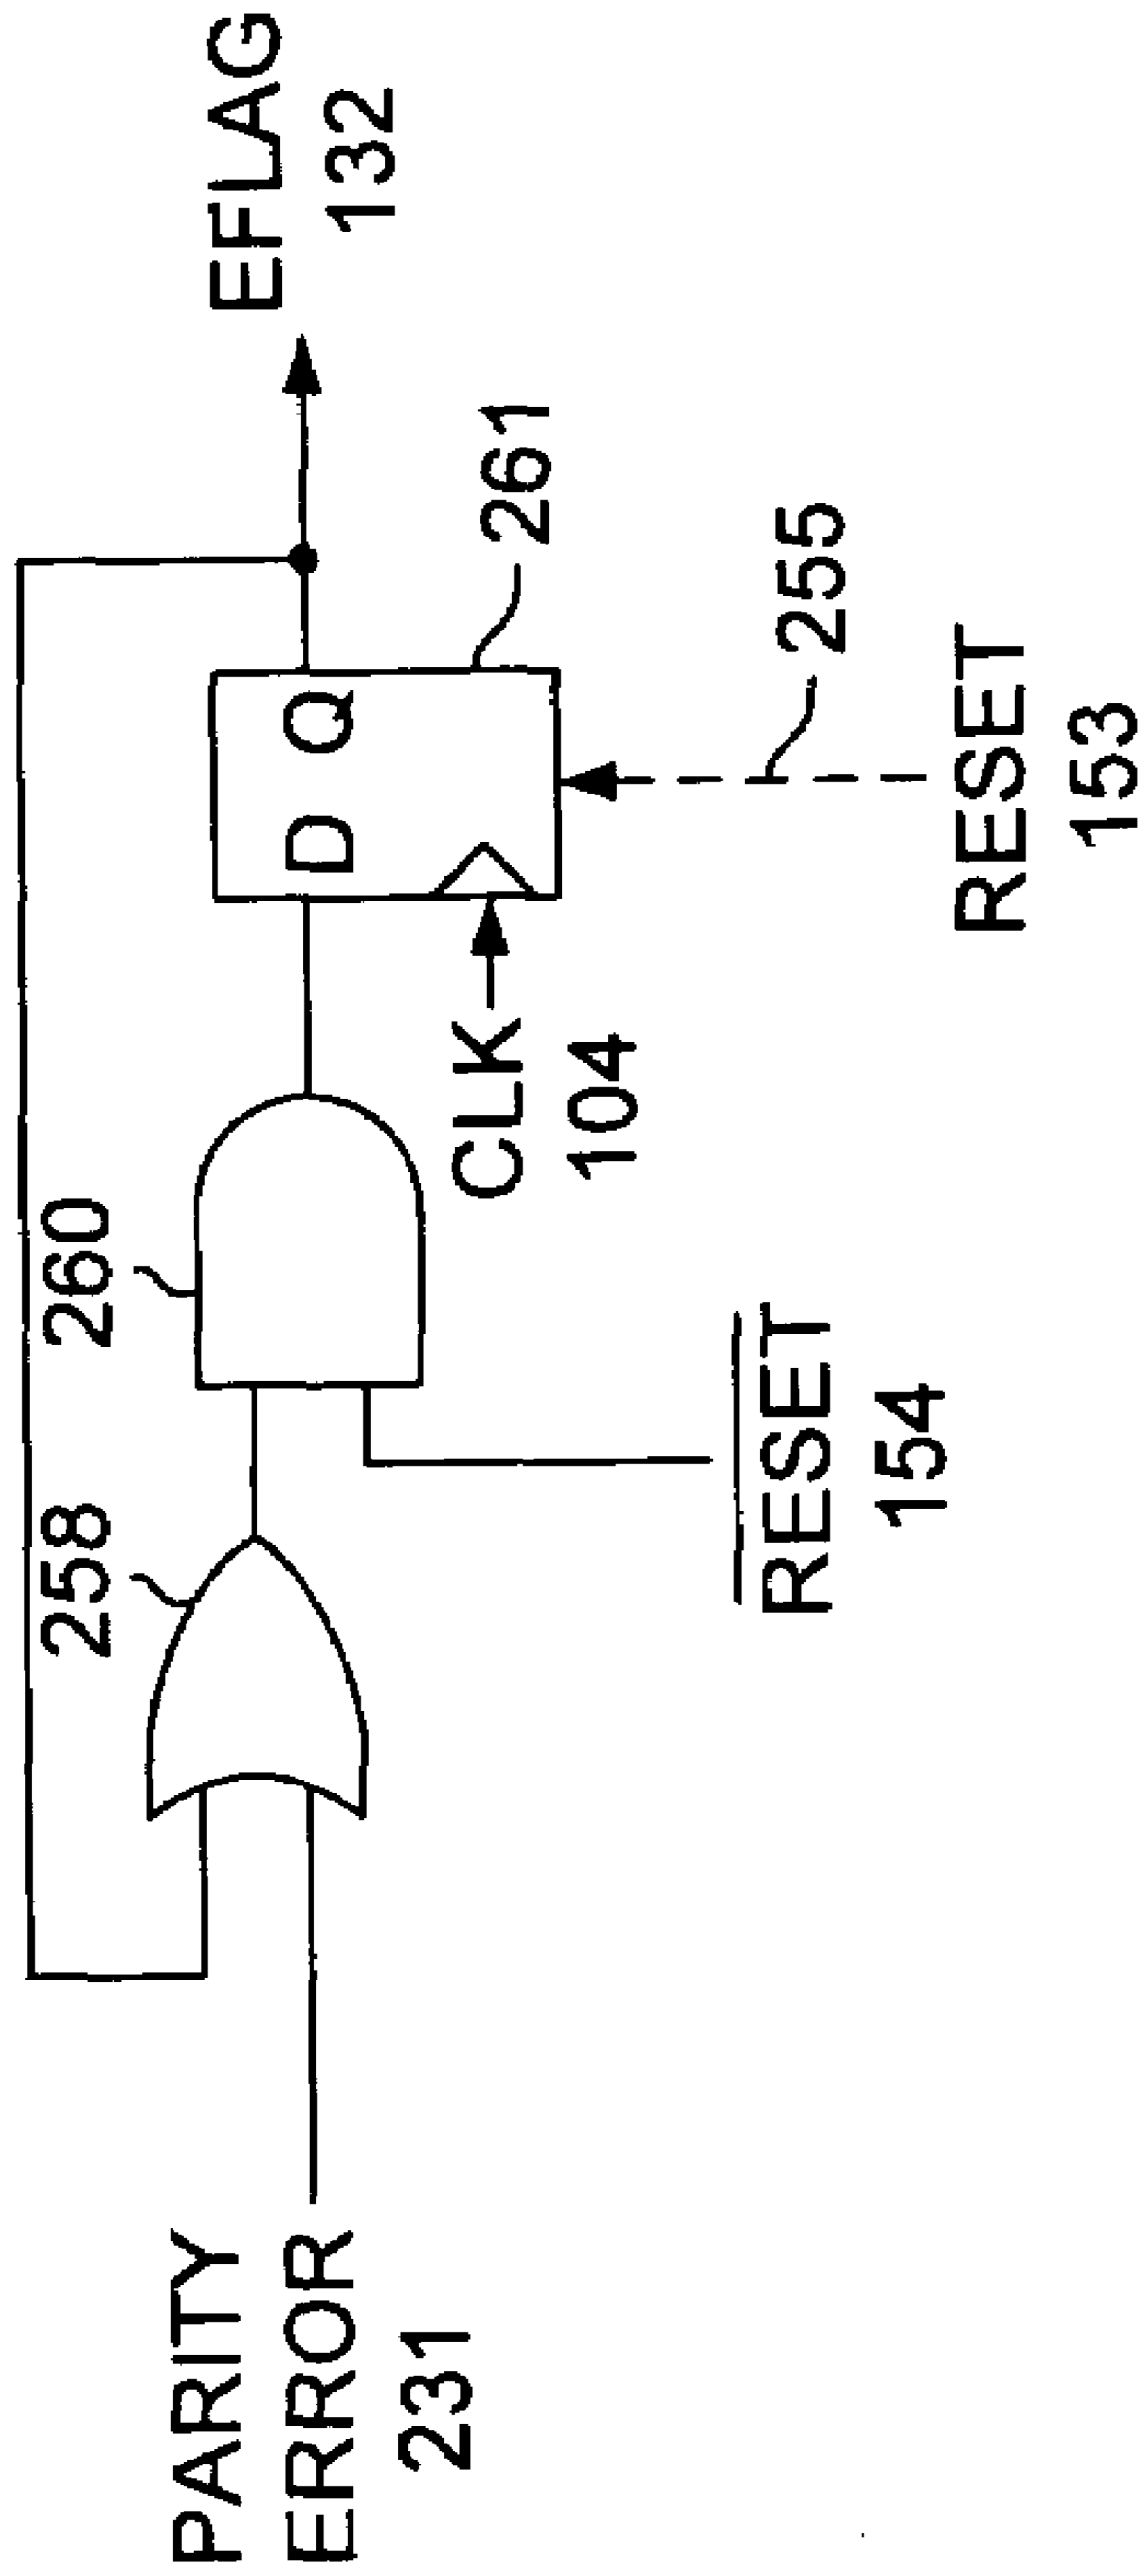 PARITY
ERROR
231
258
260
RESET
154
CLK
104
D Q
261
255
RESET
153
EFLAG
132